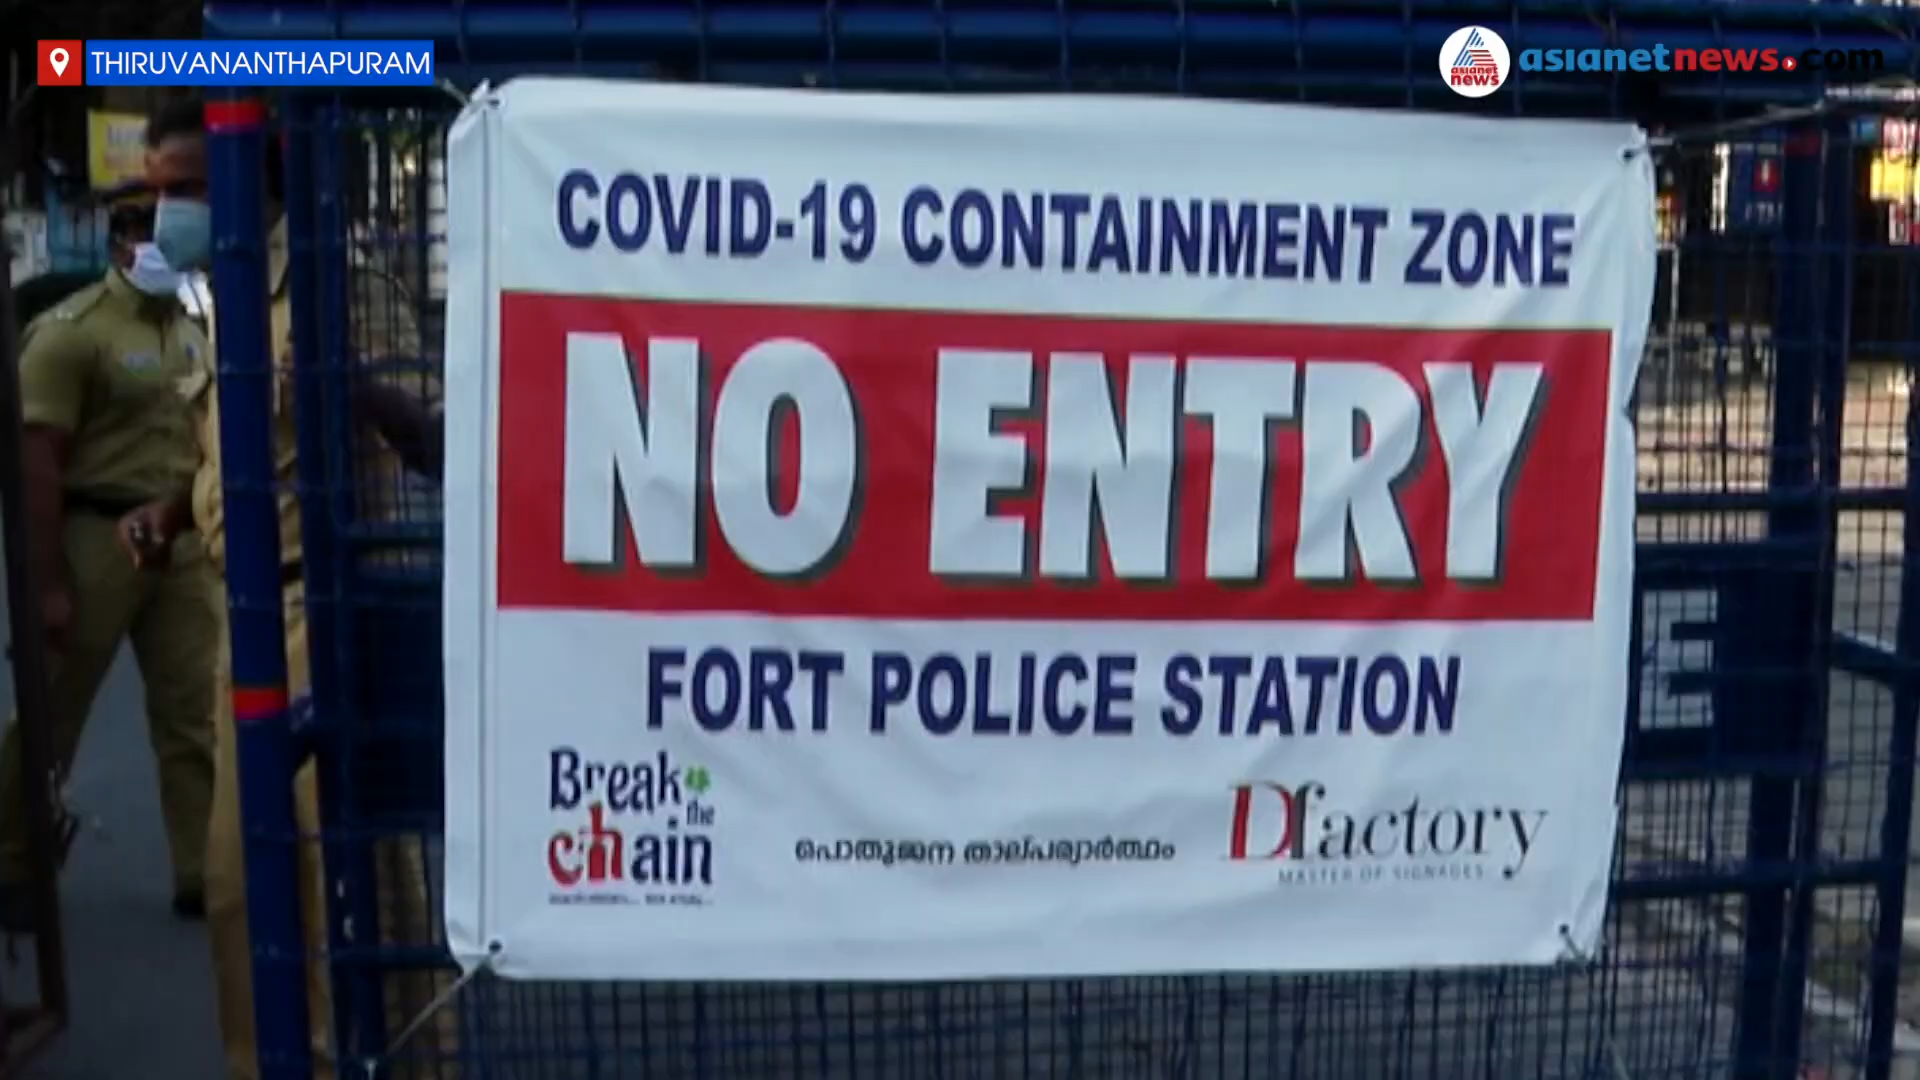 THIRUVANANTHAPURAM
asianet news
asianetnews.com
COVID-19 CONTAINMENT ZONE
NO ENTRY
FORT POLICE STATION
Break the chain
പൊതുജന താല്പര്യാർത്ഥം
Dfactory
MASTER OF SIGNAGES
E